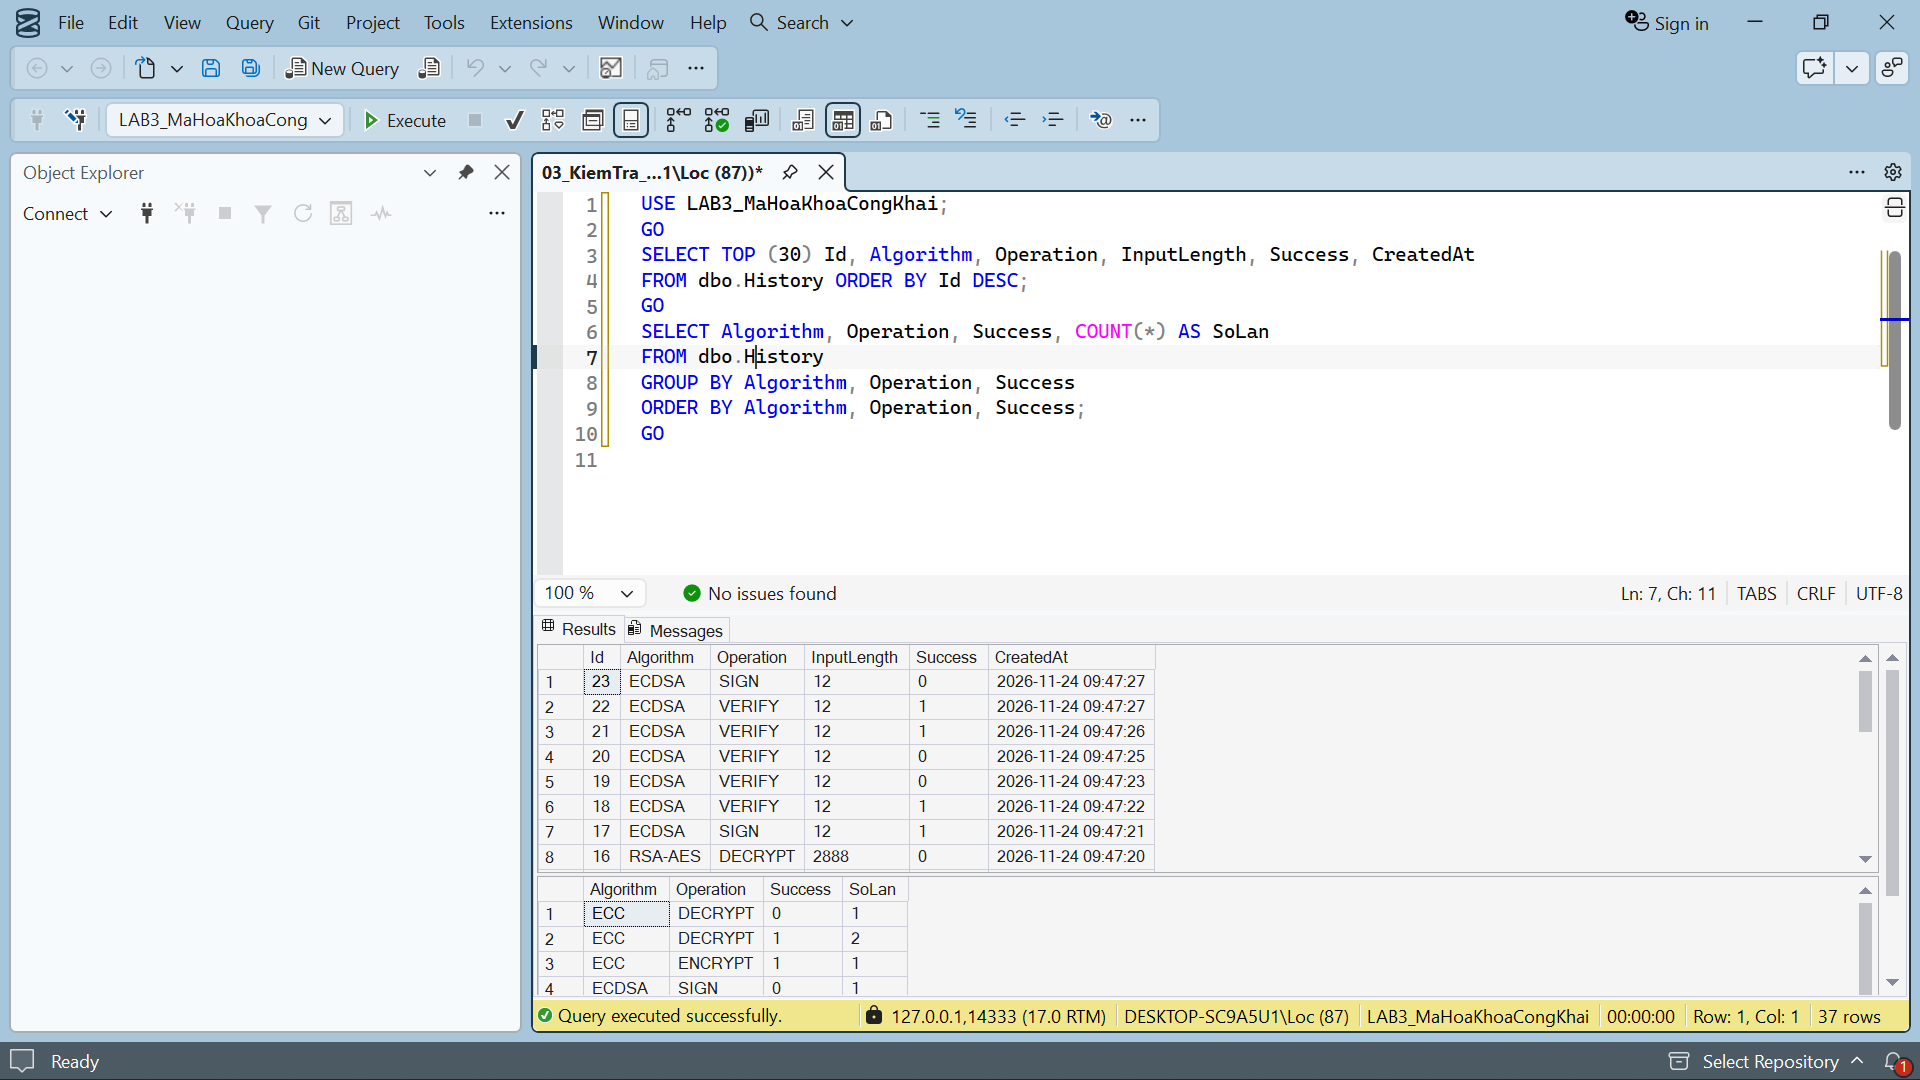 File Edit View Query Git Project Tools Extensions Window Help Search Sign in
New Query
LAB3_MaHoaKhoaCong Execute
Object Explorer
Connect
03_KiemTra_...1\Loc (87))*
1 USE LAB3_MaHoaKhoaCongKhai;
2 GO
3 SELECT TOP (30) Id, Algorithm, Operation, InputLength, Success, CreatedAt
4 FROM dbo.History ORDER BY Id DESC;
5 GO
6 SELECT Algorithm, Operation, Success, COUNT(*) AS SoLan
7 FROM dbo.History
8 GROUP BY Algorithm, Operation, Success
9 ORDER BY Algorithm, Operation, Success;
10 GO
11
100 % No issues found Ln: 7, Ch: 11 TABS CRLF UTF-8
Results Messages
Id Algorithm Operation InputLength Success CreatedAt
1 23 ECDSA SIGN 12 0 2026-11-24 09:47:27
2 22 ECDSA VERIFY 12 1 2026-11-24 09:47:27
3 21 ECDSA VERIFY 12 1 2026-11-24 09:47:26
4 20 ECDSA VERIFY 12 0 2026-11-24 09:47:25
5 19 ECDSA VERIFY 12 0 2026-11-24 09:47:23
6 18 ECDSA VERIFY 12 1 2026-11-24 09:47:22
7 17 ECDSA SIGN 12 1 2026-11-24 09:47:21
8 16 RSA-AES DECRYPT 2888 0 2026-11-24 09:47:20
Algorithm Operation Success SoLan
1 ECC DECRYPT 0 1
2 ECC DECRYPT 1 2
3 ECC ENCRYPT 1 1
4 ECDSA SIGN 0 1
Query executed successfully. 127.0.0.1,14333 (17.0 RTM) DESKTOP-SC9A5U1\Loc (87) LAB3_MaHoaKhoaCongKhai 00:00:00 Row: 1, Col: 1 37 rows
Ready Select Repository 1